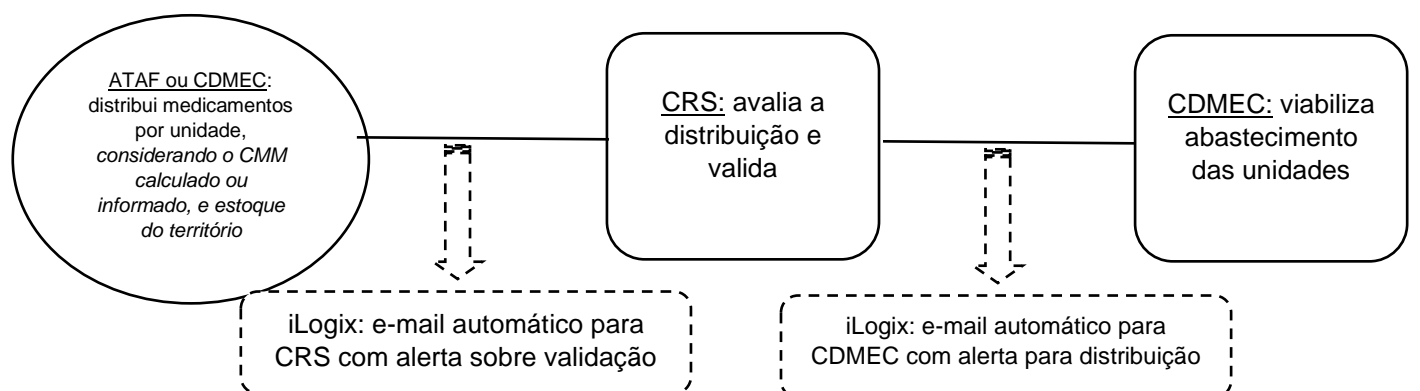 ATAF ou CDMEC:
distribui medicamentos
por unidade,
considerando o CMM
calculado ou
informado, e estoque
do território
CRS: avalia a
distribuição e
valida
CDMEC: viabiliza
abastecimento
das unidades
iLogix: e-mail automático para
CRS com alerta sobre validação
iLogix: e-mail automático para
CDMEC com alerta para distribuição